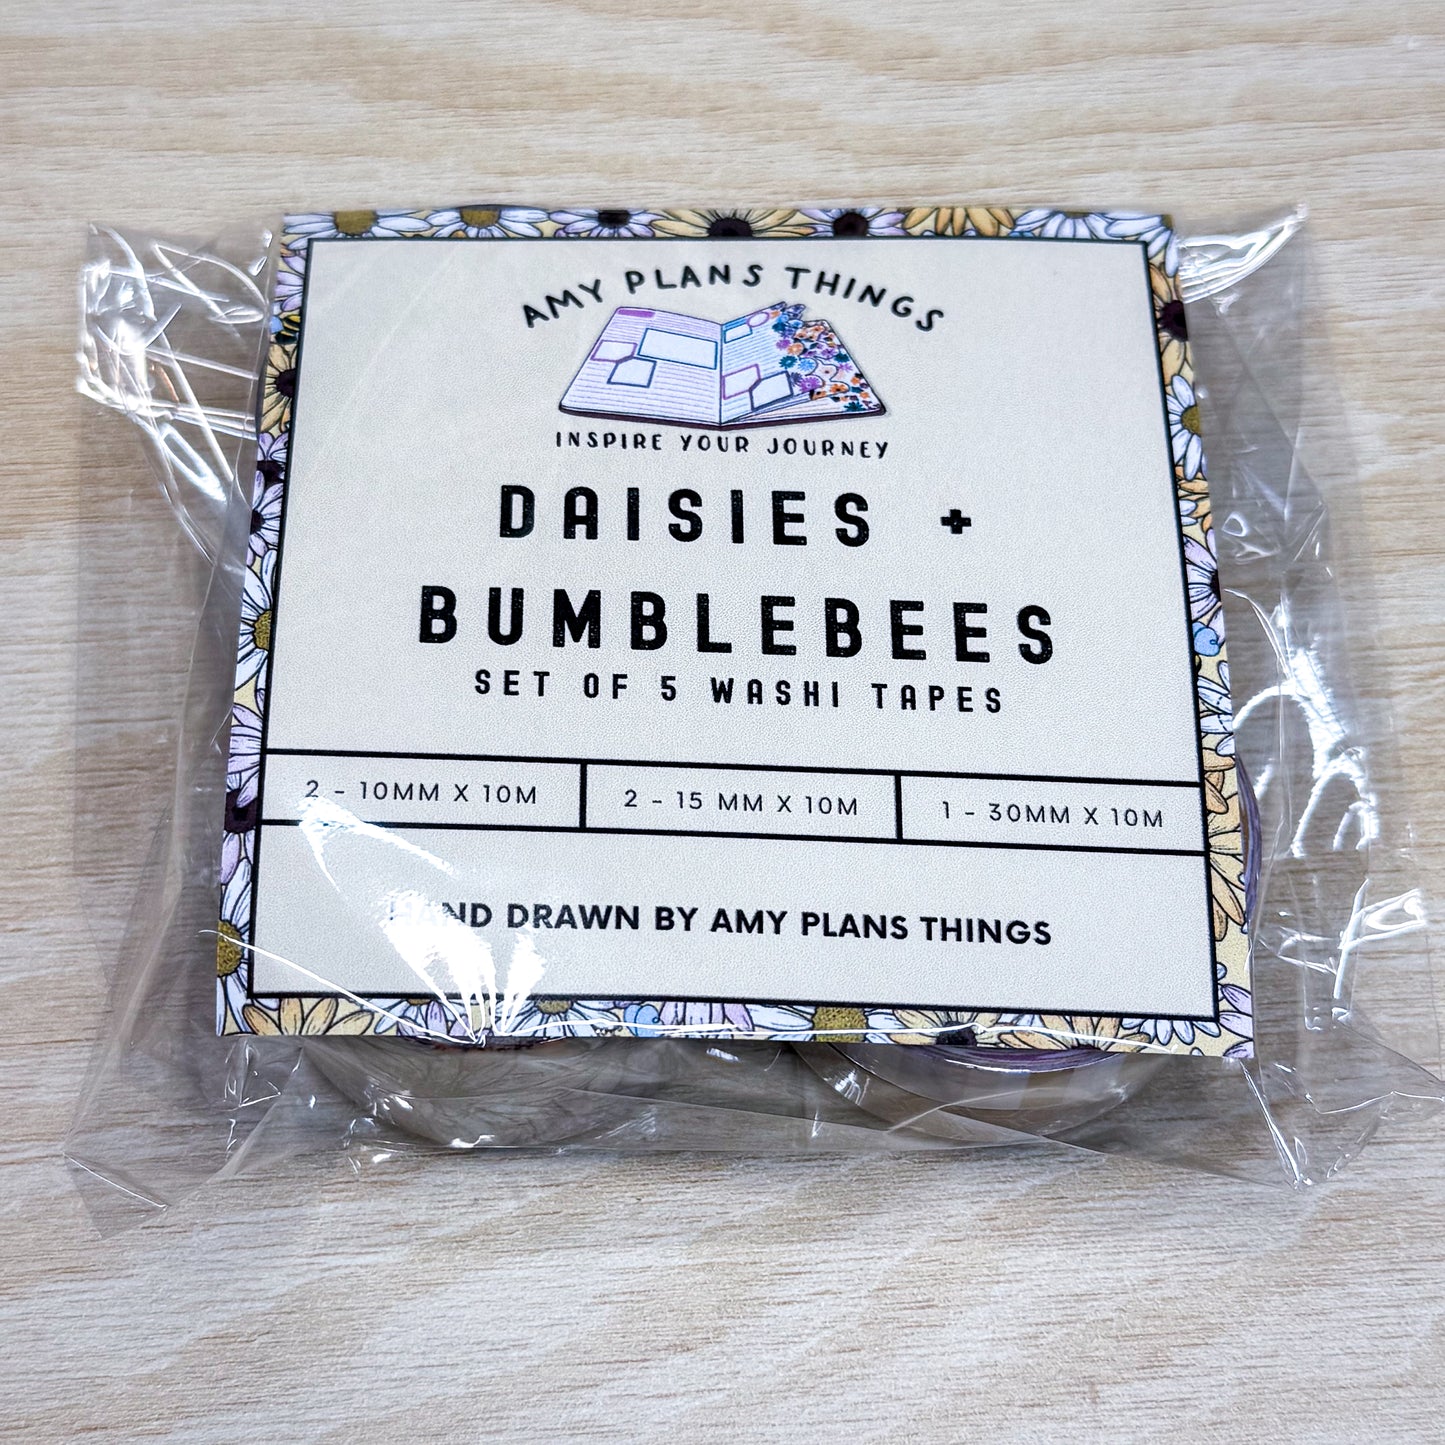 AMY PLANS THINGS
INSPIRE YOUR JOURNEY
DAISIES +
BUMBLEBEES
SET OF 5 WASHI TAPES
2 - 10MM X 10M
2 - 15 MM X 10M
1 - 30MM X 10M
HAND DRAWN BY AMY PLANS THINGS